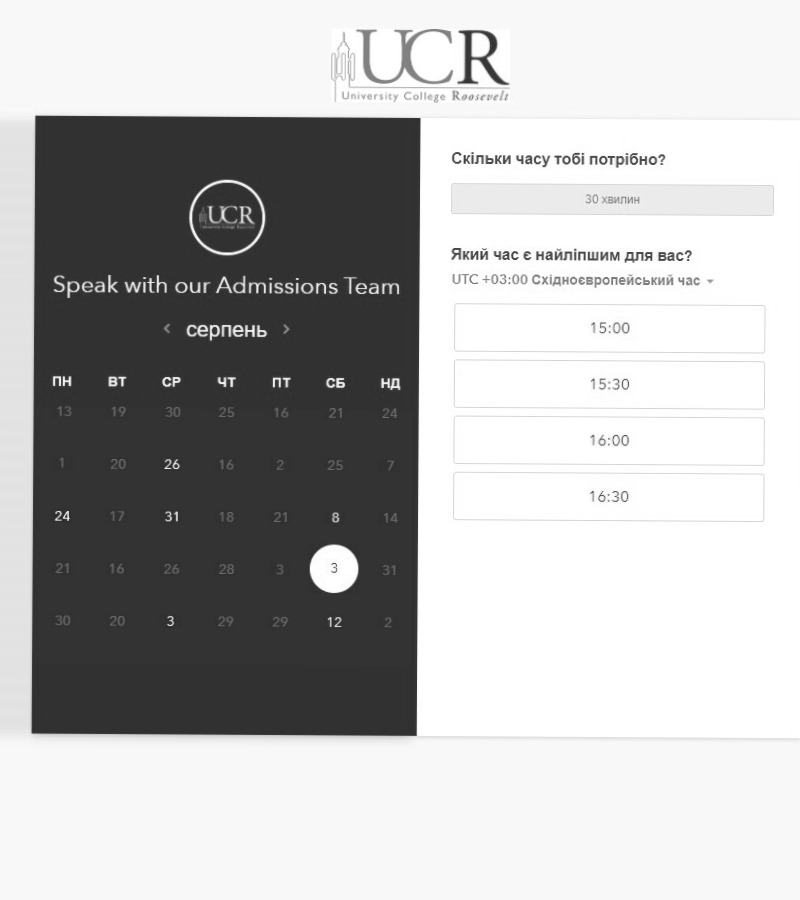 UCR
University College Roosevelt
UCR
Speak with our Admissions Team
серпень
ПН ВТ СР ЧТ ПТ СБ НД
13 19 30 25 16 21 24
1 20 26 16 2 25 7
24 17 31 18 21 8 14
21 16 26 28 3 3 31
30 20 3 29 29 12 2
Скільки часу тобі потрібно?
30 хвилин
Який час є найліпшим для вас?
UTC +03:00 Східноєвропейський час
15:00
15:30
16:00
16:30